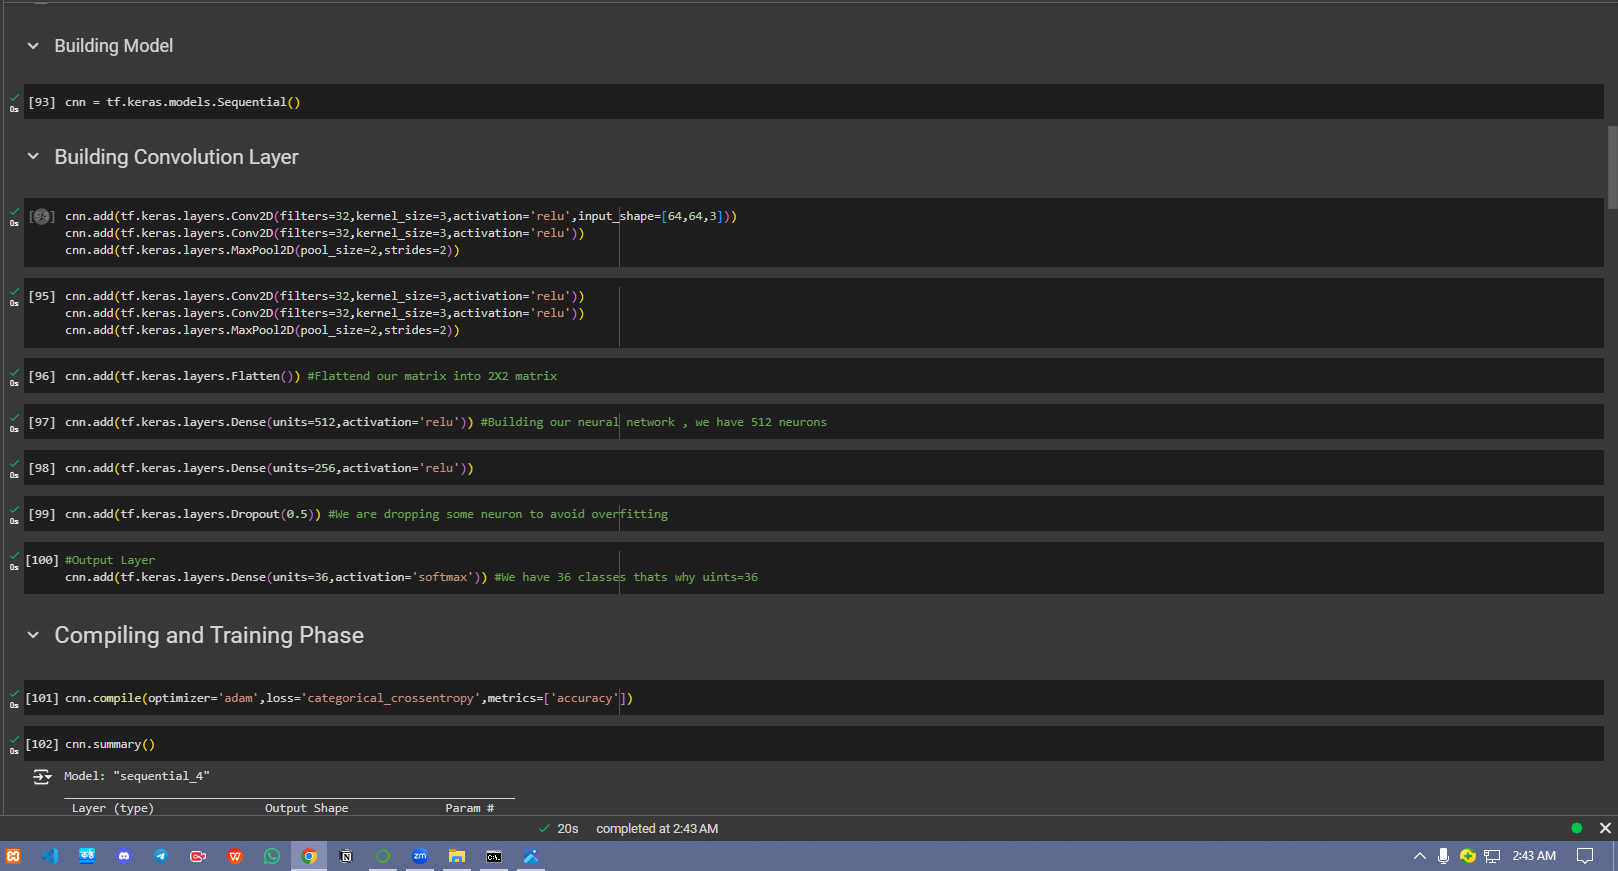 Building Model
0s
[93] cnn = tf.keras.models.Sequential()
Building Convolution Layer
0s
[94] cnn.add(tf.keras.layers.Conv2D(filters=32,kernel_size=3,activation='relu',input_shape=[64,64,3]))
cnn.add(tf.keras.layers.Conv2D(filters=32,kernel_size=3,activation='relu'))
cnn.add(tf.keras.layers.MaxPool2D(pool_size=2,strides=2))
0s
[95] cnn.add(tf.keras.layers.Conv2D(filters=32,kernel_size=3,activation='relu'))
cnn.add(tf.keras.layers.Conv2D(filters=32,kernel_size=3,activation='relu'))
cnn.add(tf.keras.layers.MaxPool2D(pool_size=2,strides=2))
0s
[96] cnn.add(tf.keras.layers.Flatten()) #Flattend our matrix into 2X2 matrix
0s
[97] cnn.add(tf.keras.layers.Dense(units=512,activation='relu')) #Building our neural network , we have 512 neurons
0s
[98] cnn.add(tf.keras.layers.Dense(units=256,activation='relu'))
0s
[99] cnn.add(tf.keras.layers.Dropout(0.5)) #We are dropping some neuron to avoid overfitting
0s
[100] #Output Layer
cnn.add(tf.keras.layers.Dense(units=36,activation='softmax')) #We have 36 classes thats why uints=36
Compiling and Training Phase
0s
[101] cnn.compile(optimizer='adam',loss='categorical_crossentropy',metrics=['accuracy'])
0s
[102] cnn.summary()
Model: "sequential_4"
Layer (type) Output Shape Param #
20s completed at 2:43 AM
zm
2:43 AM